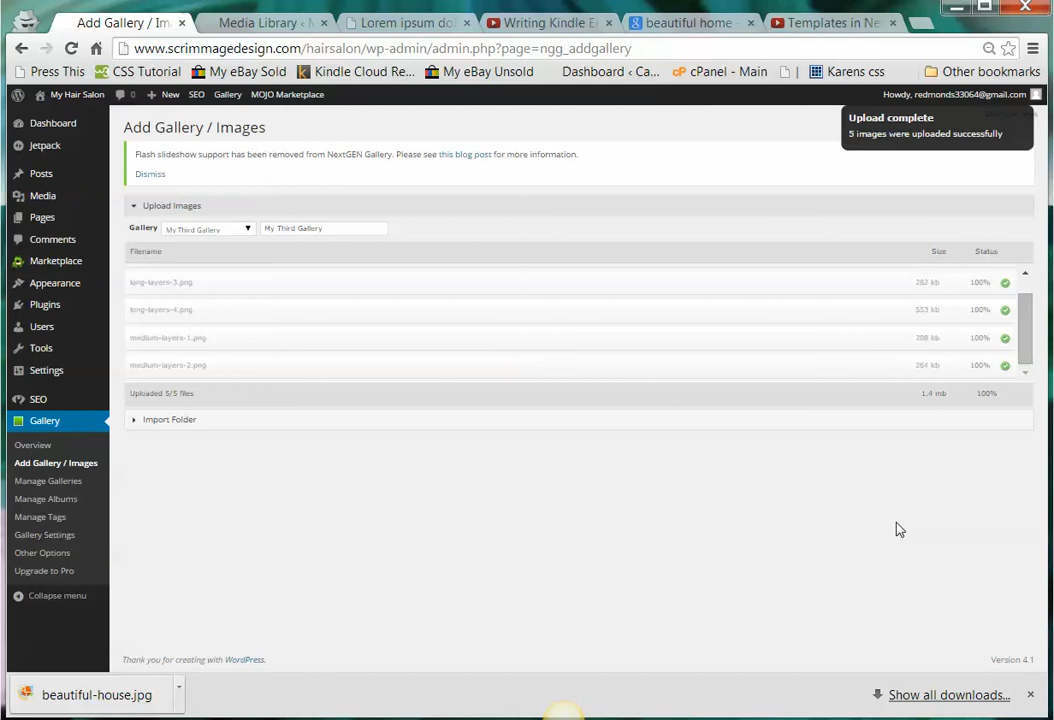 Add Gallery / Im
Media Library ‹ M
Lorem ipsum do
Writing Kindle E
beautiful home -
Templates in Ne
www.scrimmagedesign.com/hairsalon/wp-admin/admin.php?page=ngg_addgallery
Press This
CSS Tutorial
My eBay Sold
Kindle Cloud Re...
My eBay Unsold
Dashboard ‹ Ca...
cPanel - Main
Karens css
Other bookmarks
My Hair Salon
0
New
SEO
Gallery
MOJO Marketplace
Howdy, redmonds33064@gmail.com
Upload complete
5 images were uploaded successfully
Dashboard
Jetpack
Posts
Media
Pages
Comments
Marketplace
Appearance
Plugins
Users
Tools
Settings
SEO
Gallery
Overview
Add Gallery / Images
Manage Galleries
Manage Albums
Manage Tags
Gallery Settings
Other Options
Upgrade to Pro
Collapse menu
Add Gallery / Images
Flash slideshow support has been removed from NextGEN Gallery. Please see this blog post for more information.
Dismiss
Upload Images
Gallery My Third Gallery My Third Gallery
Filename Size Status
long-layers-3.png 282 kb 100%
long-layers-4.png 553 kb 100%
medium-layers-1.png 208 kb 100%
medium-layers-2.png 264 kb 100%
Uploaded 5/5 files 1.4 mb 100%
Import Folder
Thank you for creating with WordPress.
Version 4.1
beautiful-house.jpg
Show all downloads...